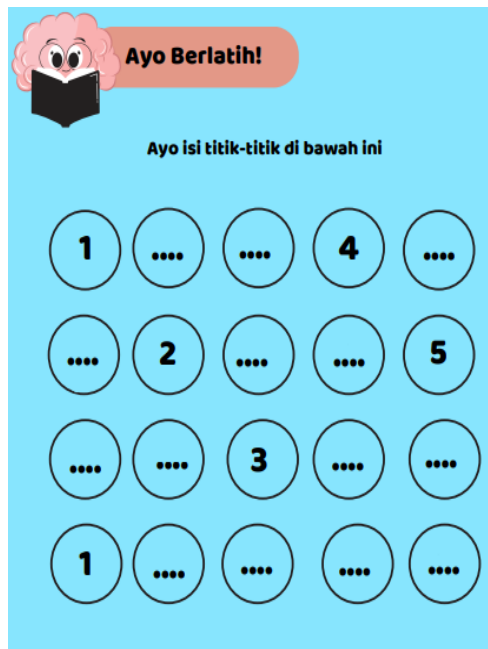 Ayo Berlatih!
Ayo isi titik-titik di bawah ini
1 .... .... 4 ....
.... 2 .... .... 5
.... .... 3 .... ....
1 .... .... .... ....